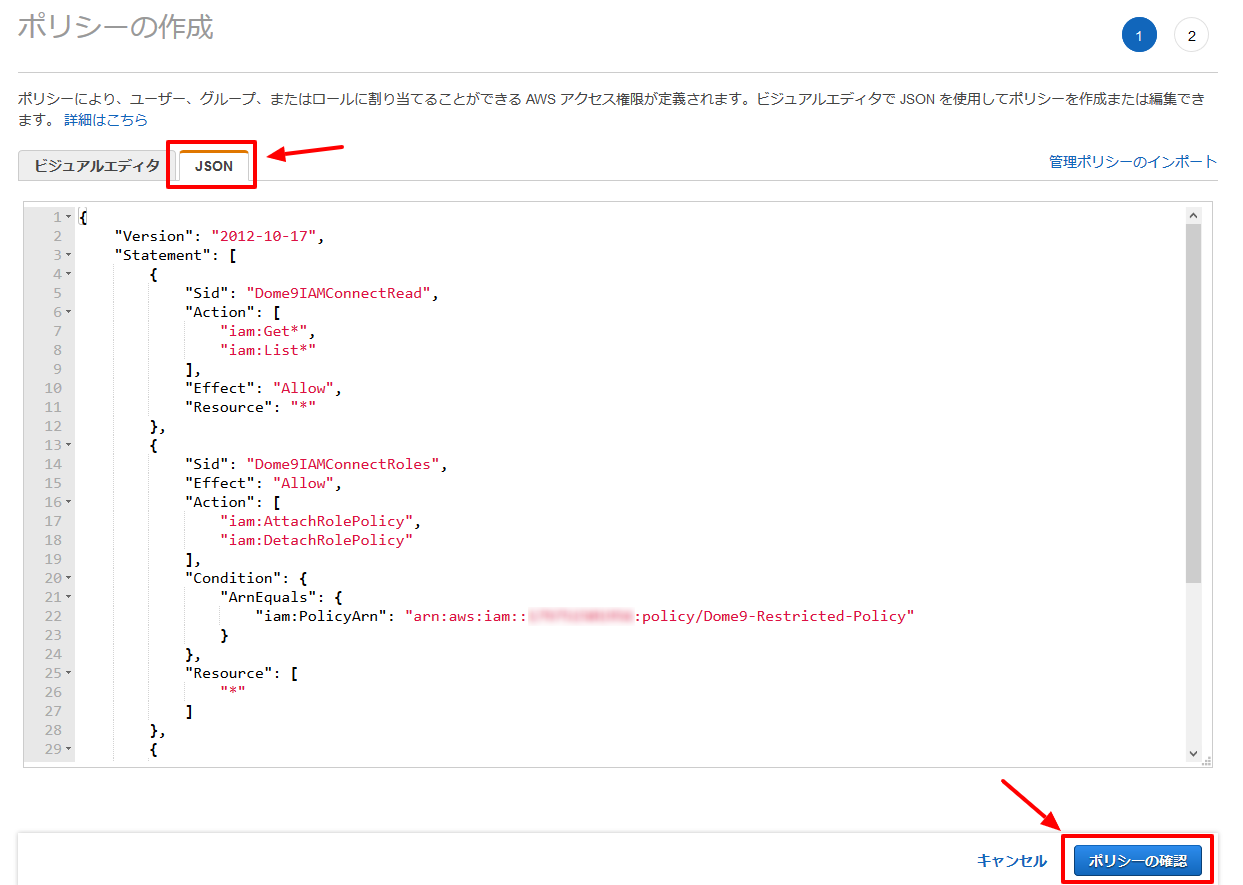 ポリシーの作成
1 2
ポリシーにより、ユーザー、グループ、またはロールに割り当てることができる AWS アクセス権限が定義されます。ビジュアルエディタで JSON を使用してポリシーを作成または編集でき
ます。 詳細はこちら
ビジュアルエディタ JSON 管理ポリシーのインポート
1 {
2 "Version": "2012-10-17",
3 "Statement": [
4 {
5 "Sid": "Dome9IAMConnectRead",
6 "Action": [
7 "iam:Get*",
8 "iam:List*"
9 ],
10 "Effect": "Allow",
11 "Resource": "*"
12 },
13 {
14 "Sid": "Dome9IAMConnectRoles",
15 "Effect": "Allow",
16 "Action": [
17 "iam:AttachRolePolicy",
18 "iam:DetachRolePolicy"
19 ],
20 "Condition": {
21 "ArnEquals": {
22 "iam:PolicyArn": "arn:aws:iam:: :policy/Dome9-Restricted-Policy"
23 }
24 },
25 "Resource": [
26 "*"
27 ]
28 },
29 {
キャンセル ポリシーの確認